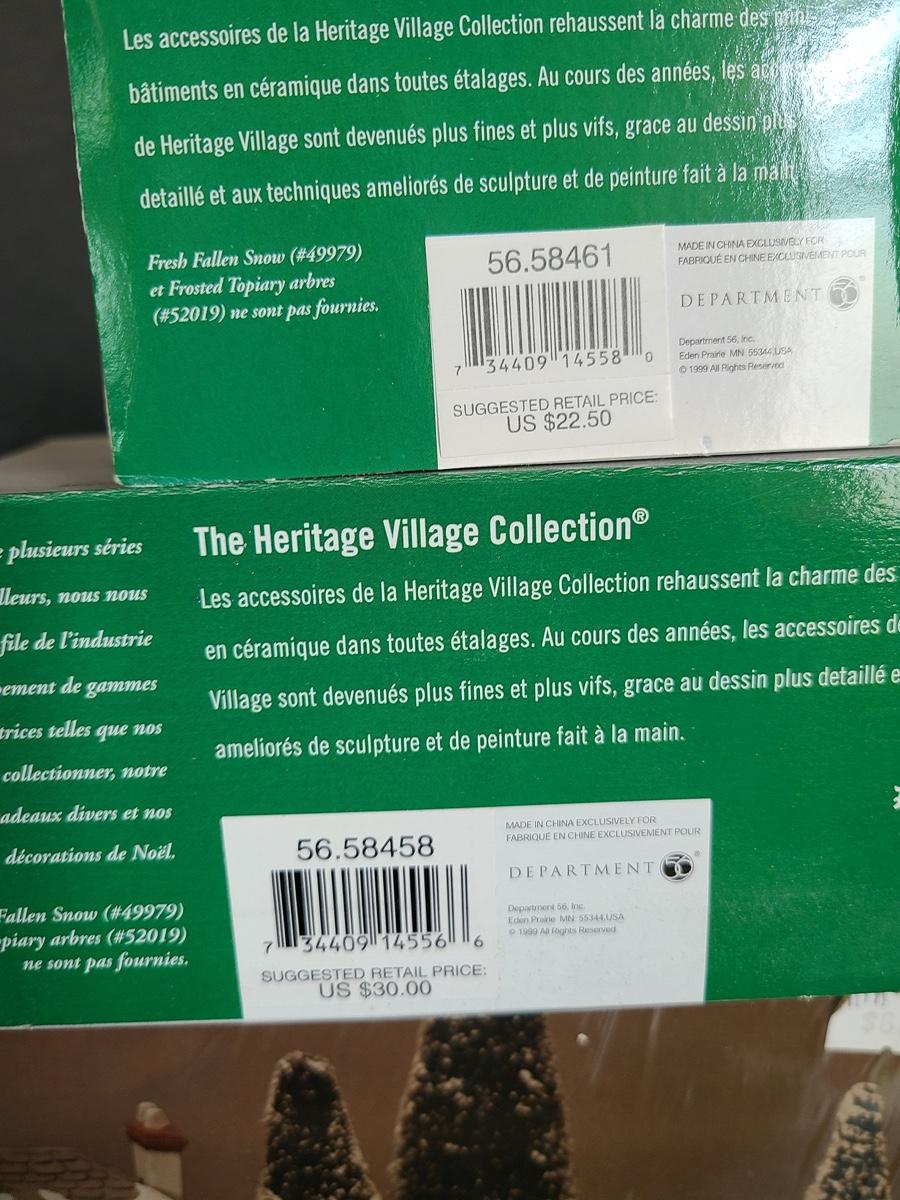 Les accessoires de la Heritage Village Collection rehaussent la charme des
bâtiments en céramique dans toutes étalages. Au cours des années, les
de Heritage Village sont devenués plus fines et plus vifs, grace au dessin plus
detaillé et aux techniques ameliorés de sculpture et de peinture fait à la main.
Fresh Fallen Snow (#49979)
et Frosted Topiary arbres
(#52019) ne sont pas fournies.
56.58461
7 34409 14558 0
SUGGESTED RETAIL PRICE:
US $22.50
MADE IN CHINA EXCLUSIVELY FOR
FABRIQUÉ EN CHINE EXCLUSIVEMENT POUR
DEPARTMENT 56®
Department 56, Inc.
Eden Prairie MN 55344,USA
© 1999 All Rights Reserved
plusieurs séries
lleurs, nous nous
file de l'industrie
ement de gammes
trices telles que nos
collectionner, notre
adeaux divers et nos
décorations de Noël.
Fallen Snow (#49979)
piary arbres (#52019)
ne sont pas fournies.
The Heritage Village Collection®
Les accessoires de la Heritage Village Collection rehaussent la charme des
en céramique dans toutes étalages. Au cours des années, les accessoires d
Village sont devenués plus fines et plus vifs, grace au dessin plus detaillé e
ameliorés de sculpture et de peinture fait à la main.
56.58458
7 34409 14556 6
SUGGESTED RETAIL PRICE:
US $30.00
MADE IN CHINA EXCLUSIVELY FOR
FABRIQUÉ EN CHINE EXCLUSIVEMENT POUR
DEPARTMENT 56®
Department 56, Inc.
Eden Prairie MN 55344,USA
© 1999 All Rights Reserved